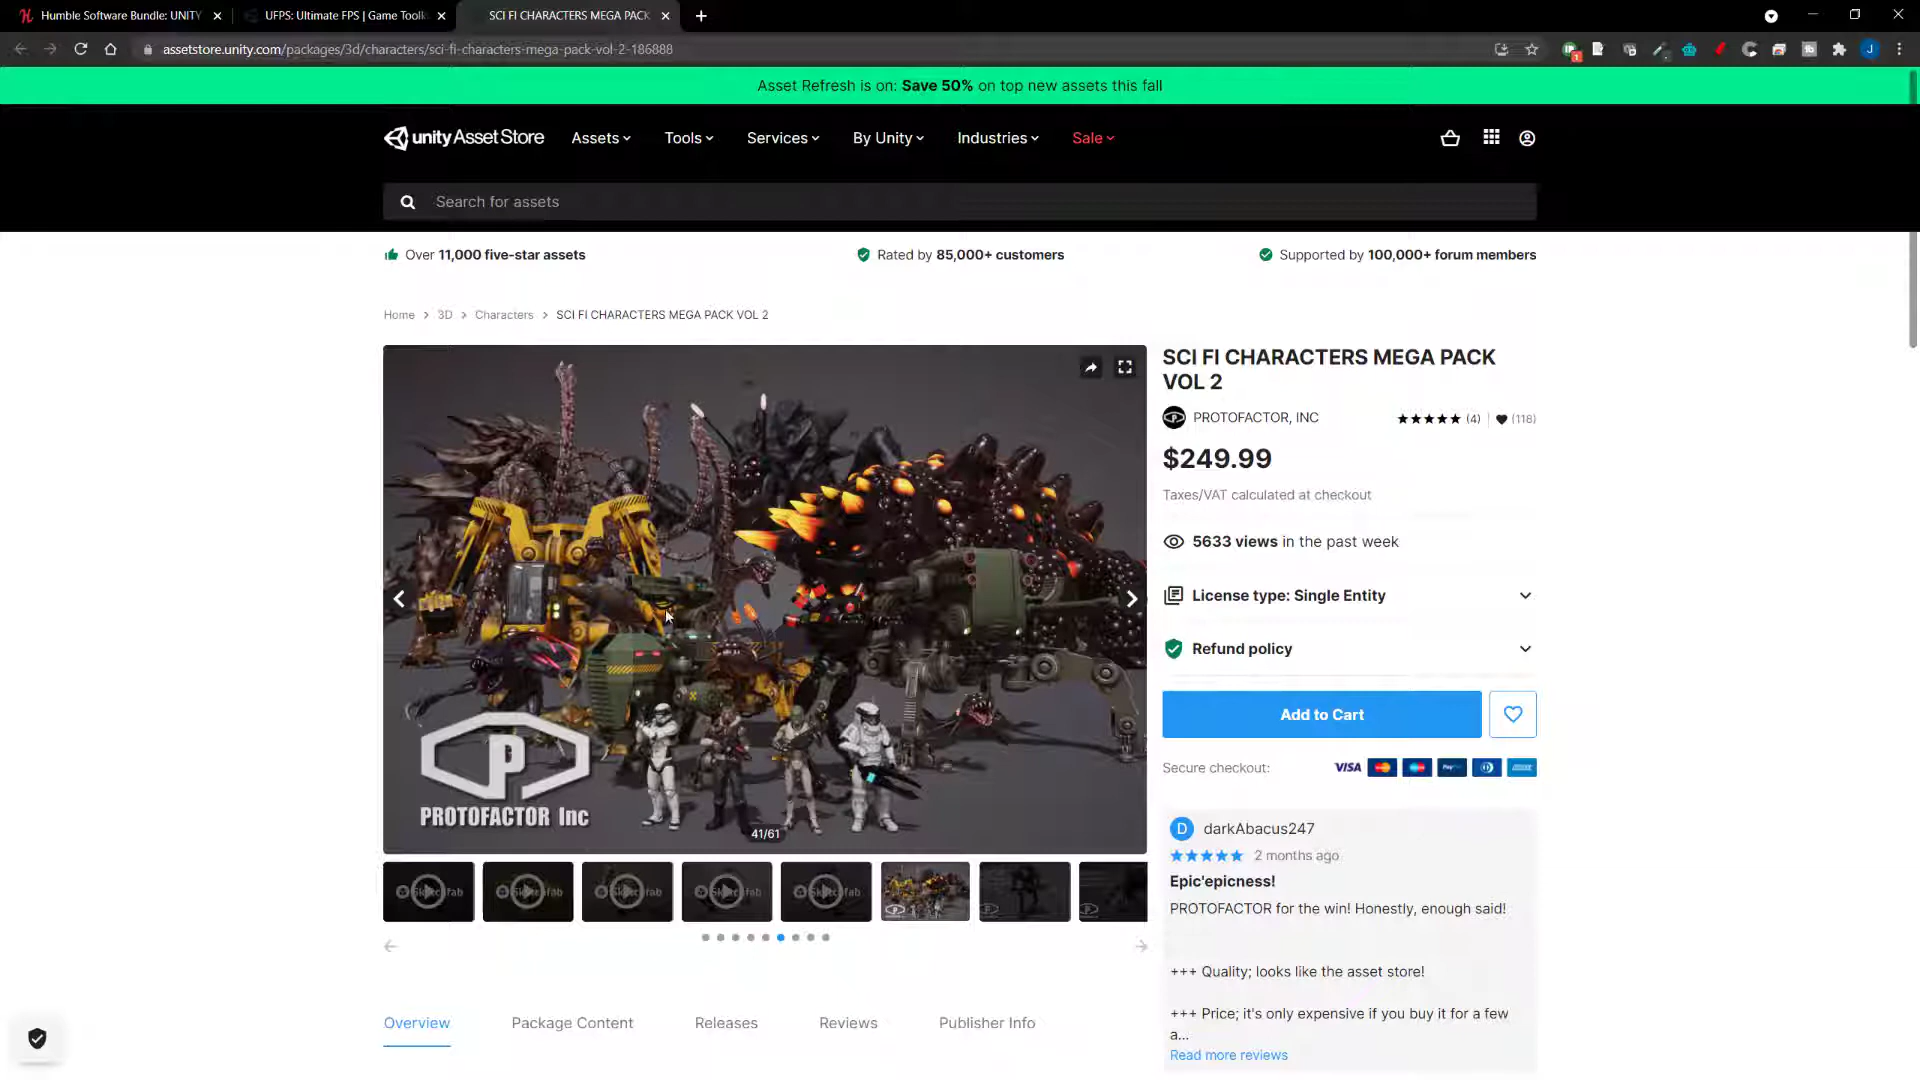 Humble Software Bundle: UNITY
UFPS: Ultimate FPS | Game Toolk
SCI FI CHARACTERS MEGA PACK
assetstore.unity.com/packages/3d/characters/sci-fi-characters-mega-pack-vol-2-186888
Asset Refresh is on: Save 50% on top new assets this fall
unity Asset Store
Assets
Tools
Services
By Unity
Industries
Sale
Search for assets
Over 11,000 five-star assets
Rated by 85,000+ customers
Supported by 100,000+ forum members
Home > 3D > Characters > SCI FI CHARACTERS MEGA PACK VOL 2
SCI FI CHARACTERS MEGA PACK
VOL 2
PROTOFACTOR, INC
(4) | (118)
$249.99
Taxes/VAT calculated at checkout
5633 views in the past week
License type: Single Entity
Refund policy
Add to Cart
Secure checkout:
VISA
PayPal
P
PROTOFACTOR Inc
41/61
Sketchfab
Sketchfab
Sketchfab
Sketchfab
Sketchfab
D darkAbacus247
2 months ago
Epic'epicness!
PROTOFACTOR for the win! Honestly, enough said!
+++ Quality; looks like the asset store!
+++ Price; it's only expensive if you buy it for a few
a...
Read more reviews
Overview
Package Content
Releases
Reviews
Publisher Info